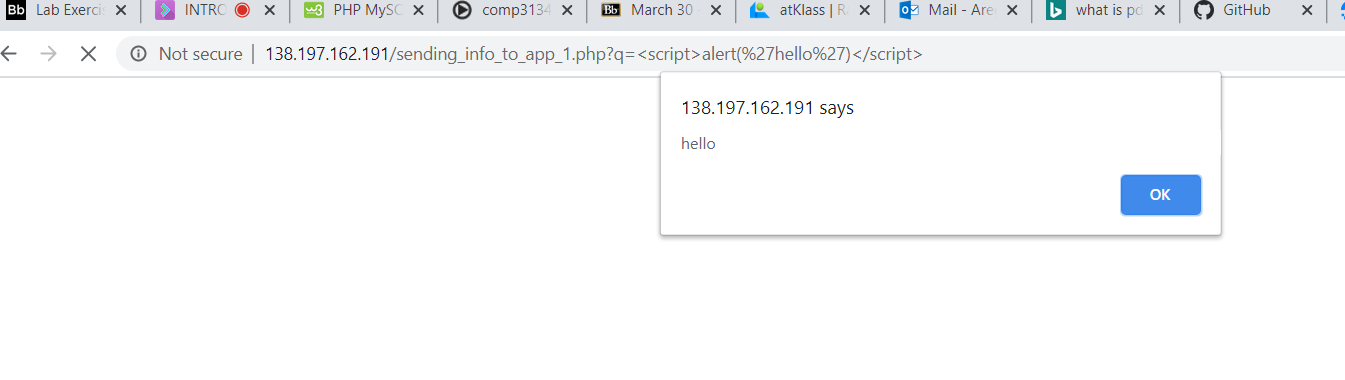 Bb Lab Exerci INTRO PHP MySC comp3134 Bb March 30 atKlass | R Mail - Are what is pd GitHub
Not secure | 138.197.162.191/sending_info_to_app_1.php?q=<script>alert(%27hello%27)</script>
138.197.162.191 says
hello
OK